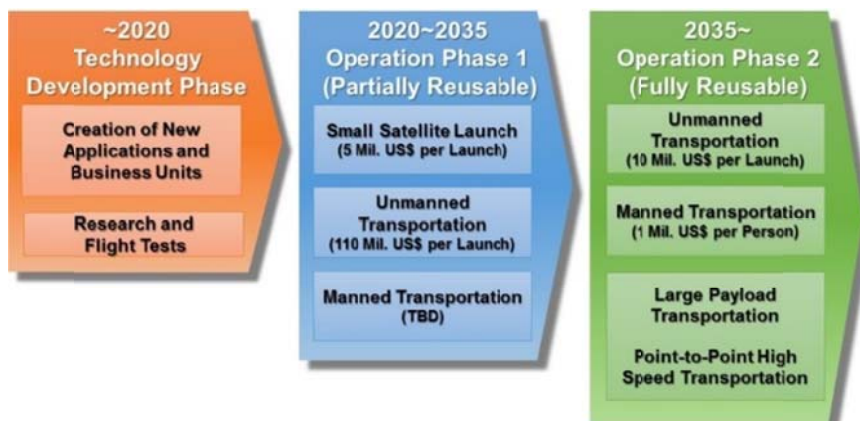 ~2020
Technology
Development Phase
Creation of New
Applications and
Business Units
Research and
Flight Tests
2020~2035
Operation Phase 1
(Partially Reusable)
Small Satellite Launch
(5 Mil. US$ per Launch)
Unmanned
Transportation
(110 Mil. US$ per Launch)
Manned Transportation
(TBD)
2035~
Operation Phase 2
(Fully Reusable)
Unmanned
Transportation
(10 Mil. US$ per Launch)
Manned Transportation
(1 Mil. US$ per Person)
Large Payload
Transportation
Point-to-Point High
Speed Transportation